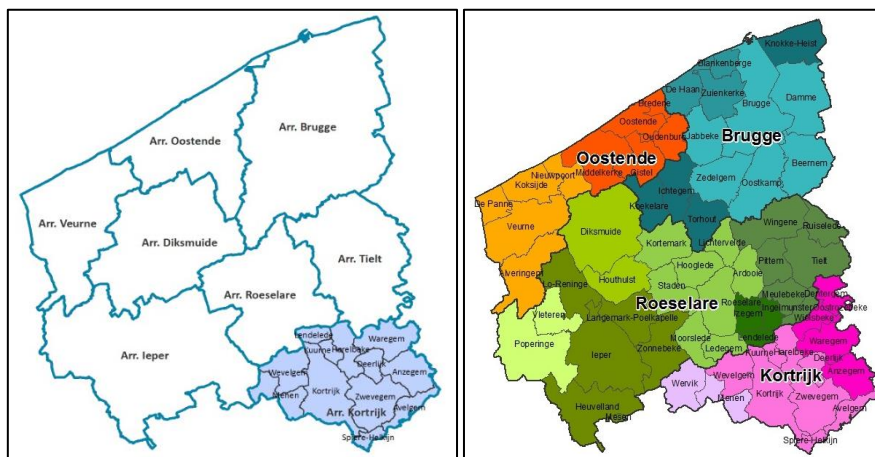 Arr. Brugge
Arr. Oostende
Arr. Veurne
Arr. Diksmuide
Arr. Tielt
Arr. Roeselare
Arr. Ieper
Lendelede
Kuurne
Harelbeke
Waregem
Deerlijk
Wevelgem
Anzegem
Menen
Kortrijk
Zwevegem
Avelgem
Arr. Kortrijk
Spiere-Helkijn
Knokke-Heist
Blankenberge
De Haan
Zuienkerke
Bredene
Brugge
Damme
Oostende
Oudenburg
Jabbeke
Brugge
Oostende
Beernem
Nieuwpoort
Middelkerke
Gistel
Zedelgem
Oostkamp
Koksijde
Ichtegem
De Panne
Koekelare
Torhout
Wingene
Ruiselede
Veurne
Diksmuide
Kortemark
Lichtervelde
Pittem
Tielt
Hooglede
Alveringem
Lo-Reninge
Houthulst
Staden
Ardooie
Meulebeke
Dentergem
Roeselare
Roeselare
Ingelmunster
Oostrozebeke
Izegem
Wielsbeke
Vleteren
Langemark-Poelkapelle
Poperinge
Ieper
Zonnebeke
Moorslede
Lendelede
Waregem
Ledegem
Kuurne
Harelbeke
Deerlijk
Wevelgem
Kortrijk
Anzegem
Wervik
Menen
Kortrijk
Zwevegem
Heuvelland
Mesen
Avelgem
Spiere-Helkijn